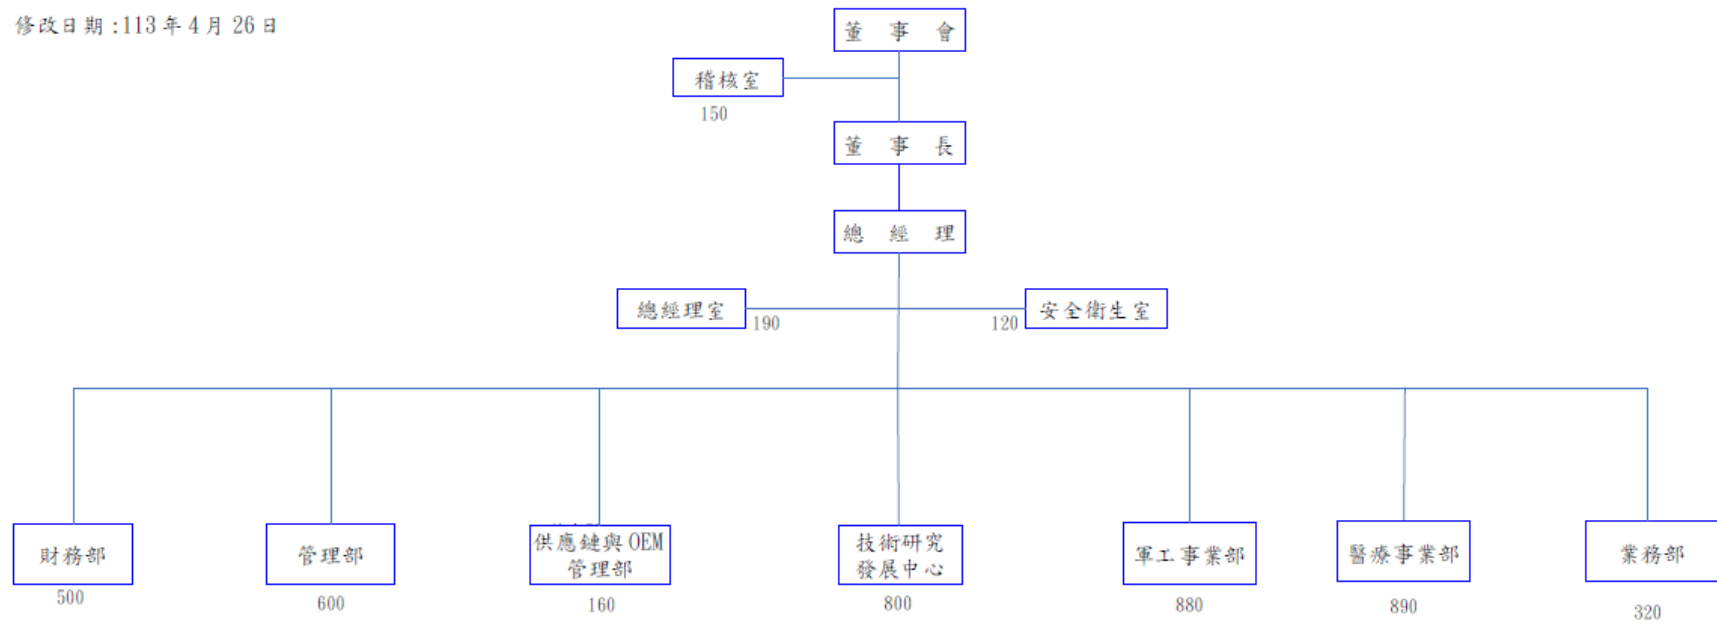 修改日期:113年4月26日
董事會
稽核室
150
董事長
總經理
總經理室
190
120
安全衛生室
財務部
500
管理部
600
供應鏈與OEM
管理部
160
技術研究
發展中心
800
軍工事業部
880
醫療事業部
890
業務部
320